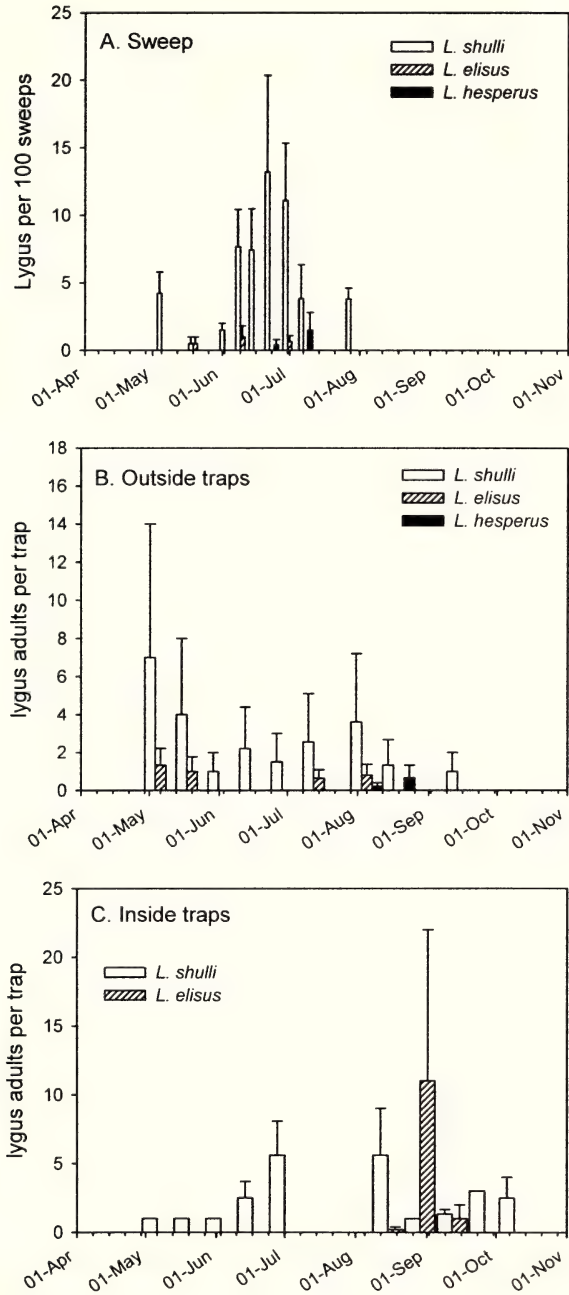 A. Sweep
L. shulli
L. elisus
L. hesperus
Lygus per 100 sweeps
25
20
15
10
5
0
01-Apr
01-May
01-Jun
01-Jul
01-Aug
01-Sep
01-Oct
01-Nov
B. Outside traps
L. shulli
L. elisus
L. hesperus
lygus adults per trap
18
16
14
12
10
8
6
4
2
0
01-Apr
01-May
01-Jun
01-Jul
01-Aug
01-Sep
01-Oct
01-Nov
C. Inside traps
L. shulli
L. elisus
lygus adults per trap
25
20
15
10
5
0
01-Apr
01-May
01-Jun
01-Jul
01-Aug
01-Sep
01-Oct
01-Nov